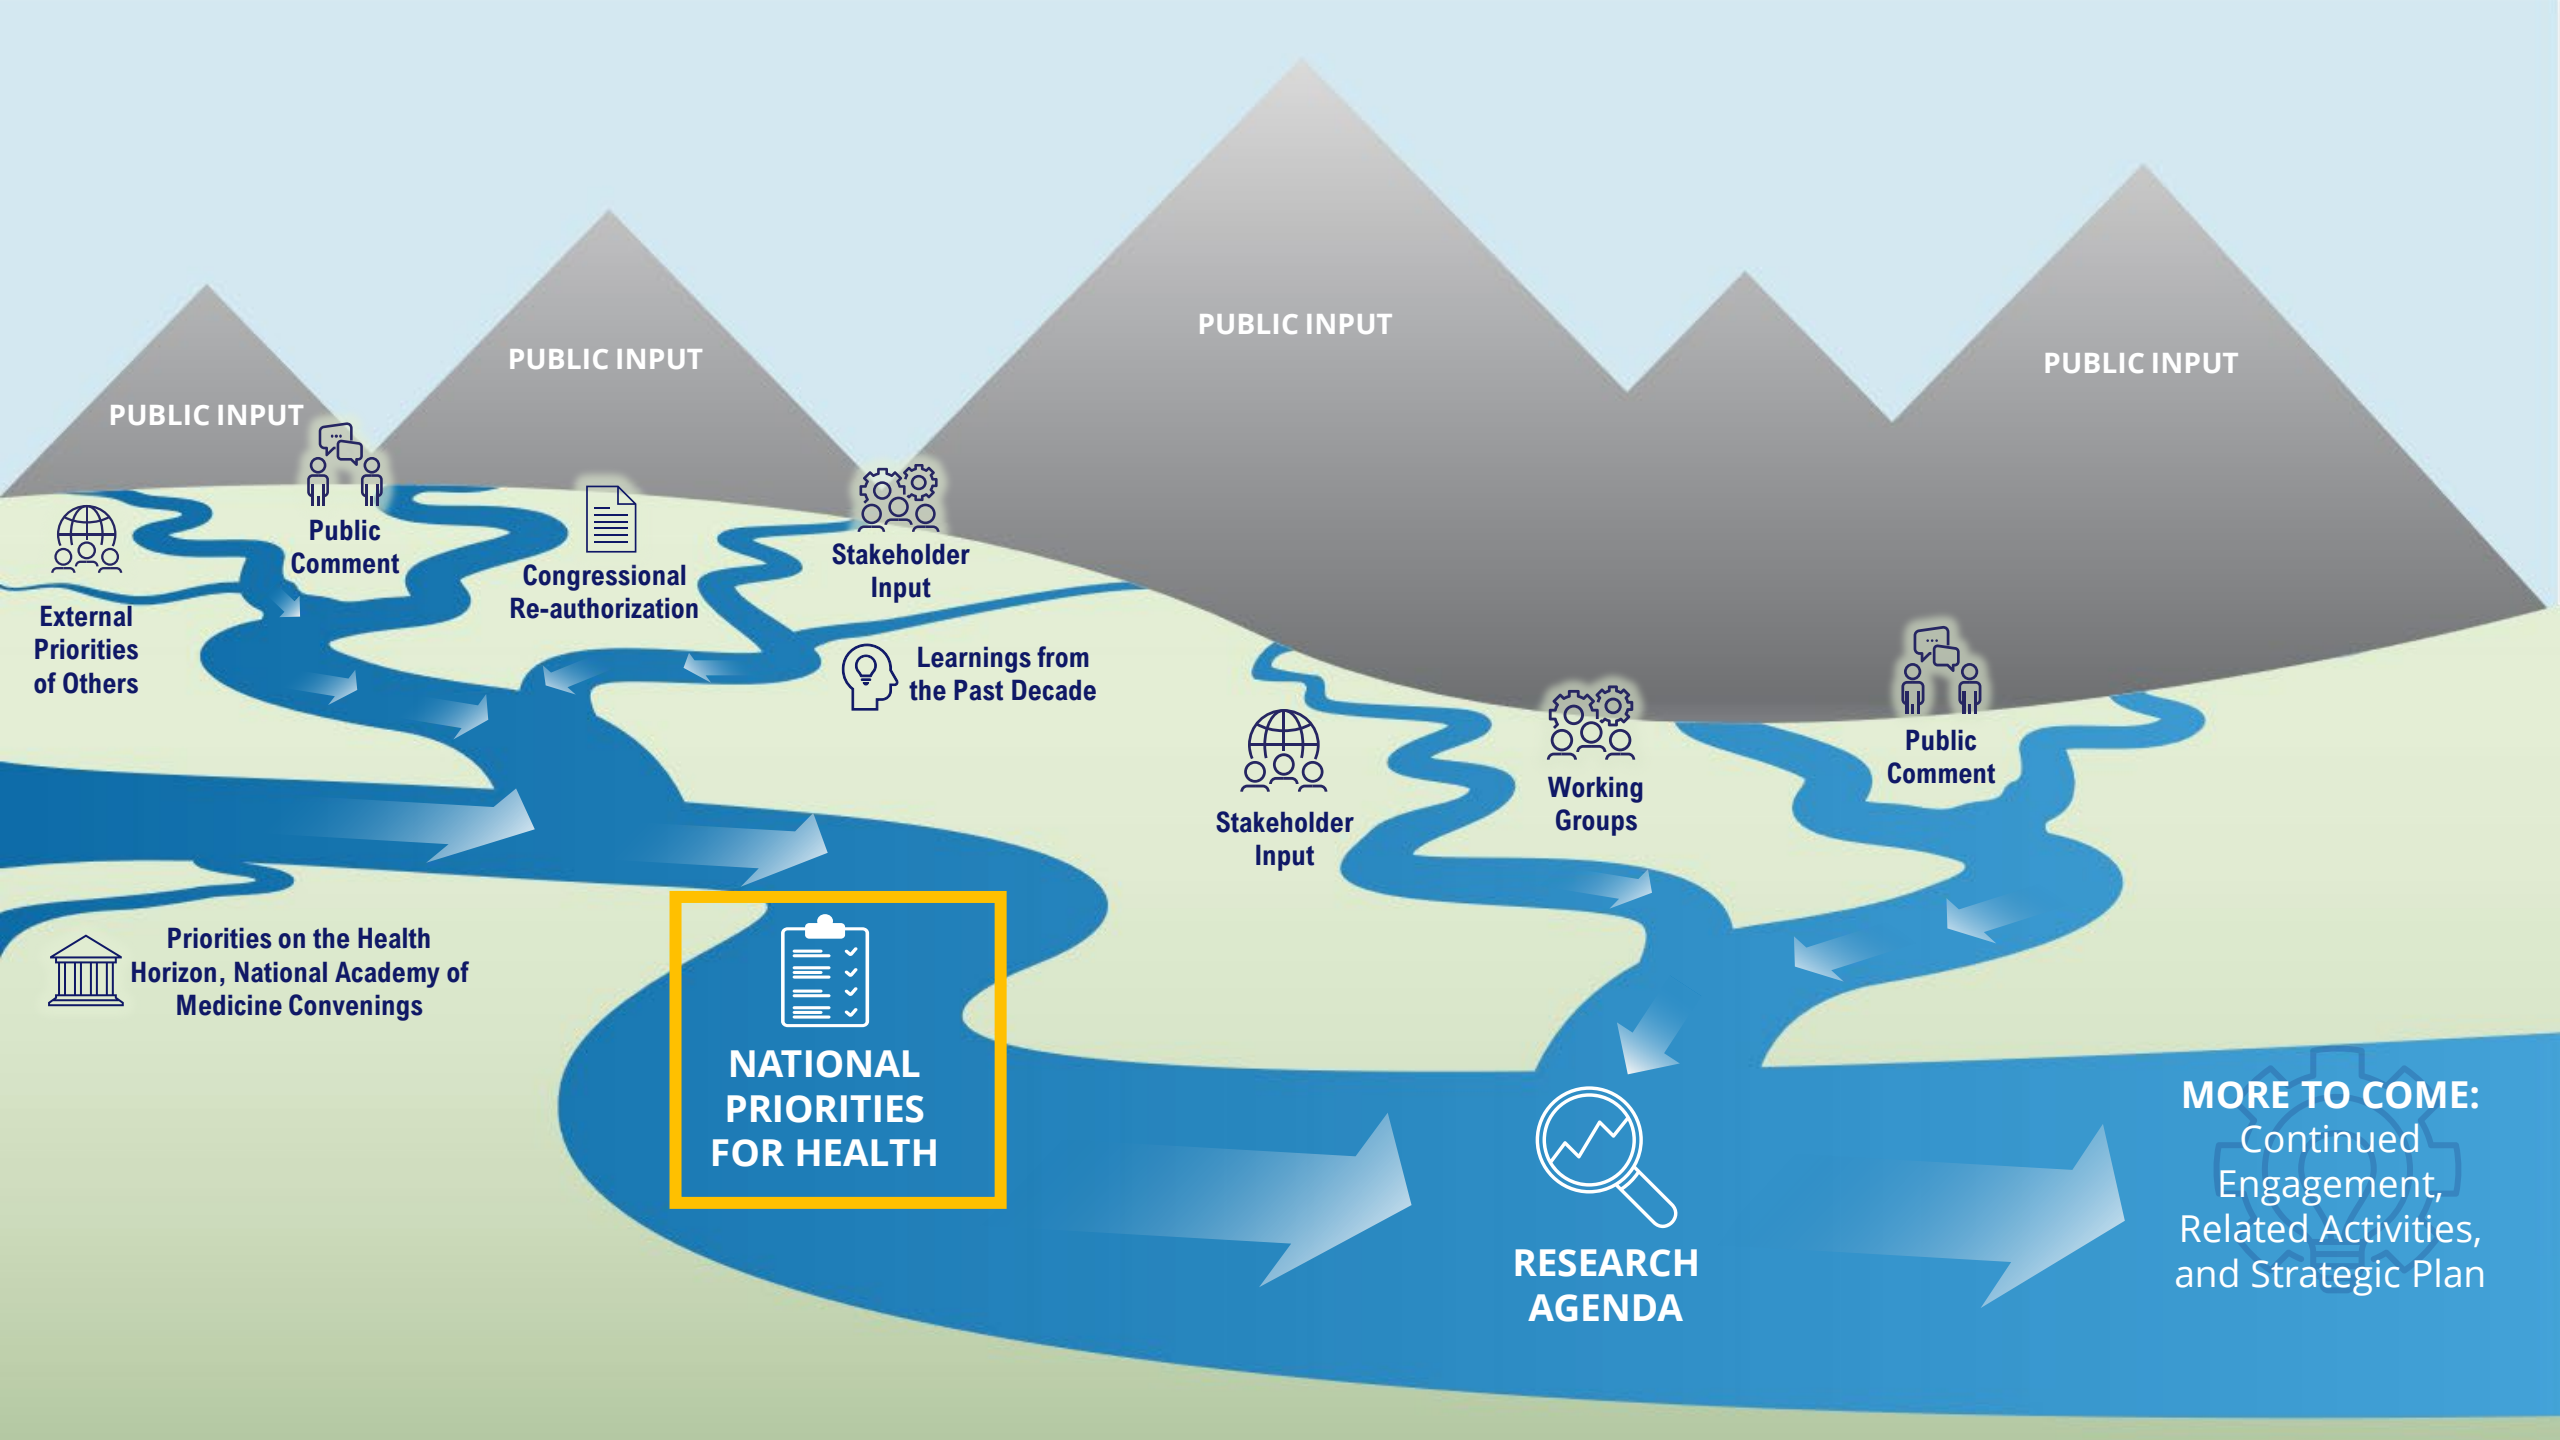 PUBLIC INPUT
PUBLIC INPUT
PUBLIC INPUT
PUBLIC INPUT
Public
Comment
External
Priorities
of Others
Congressional
Re-authorization
Stakeholder
Input
Learnings from
the Past Decade
Priorities on the Health
Horizon, National Academy of
Medicine Convenings
NATIONAL
PRIORITIES
FOR HEALTH
Stakeholder
Input
Working
Groups
Public
Comment
RESEARCH
AGENDA
MORE TO COME:
Continued
Engagement,
Related Activities,
and Strategic Plan